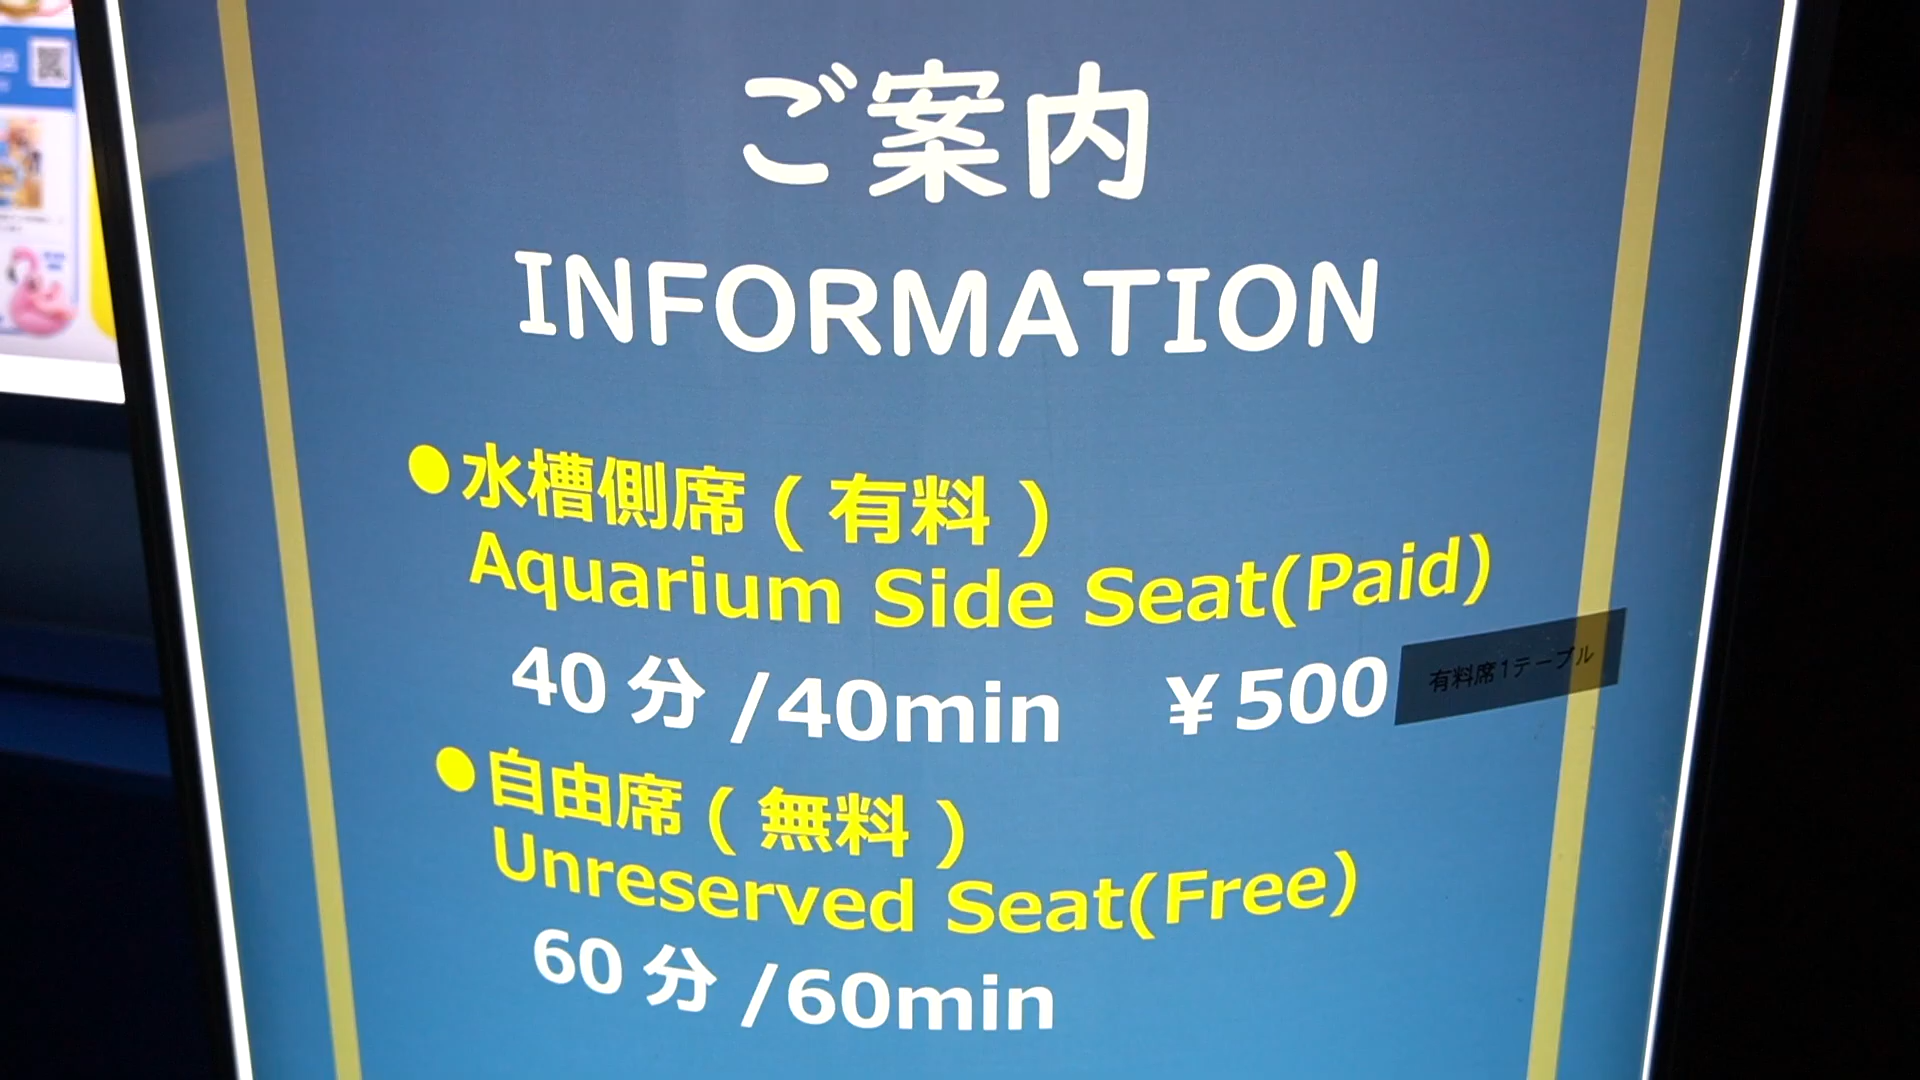 ご案内
INFORMATION
●水槽側席(有料)
Aquarium Side Seat(Paid)
40分/40min ¥500
有料席1テーブル
●自由席(無料)
Unreserved Seat(Free)
60分/60min